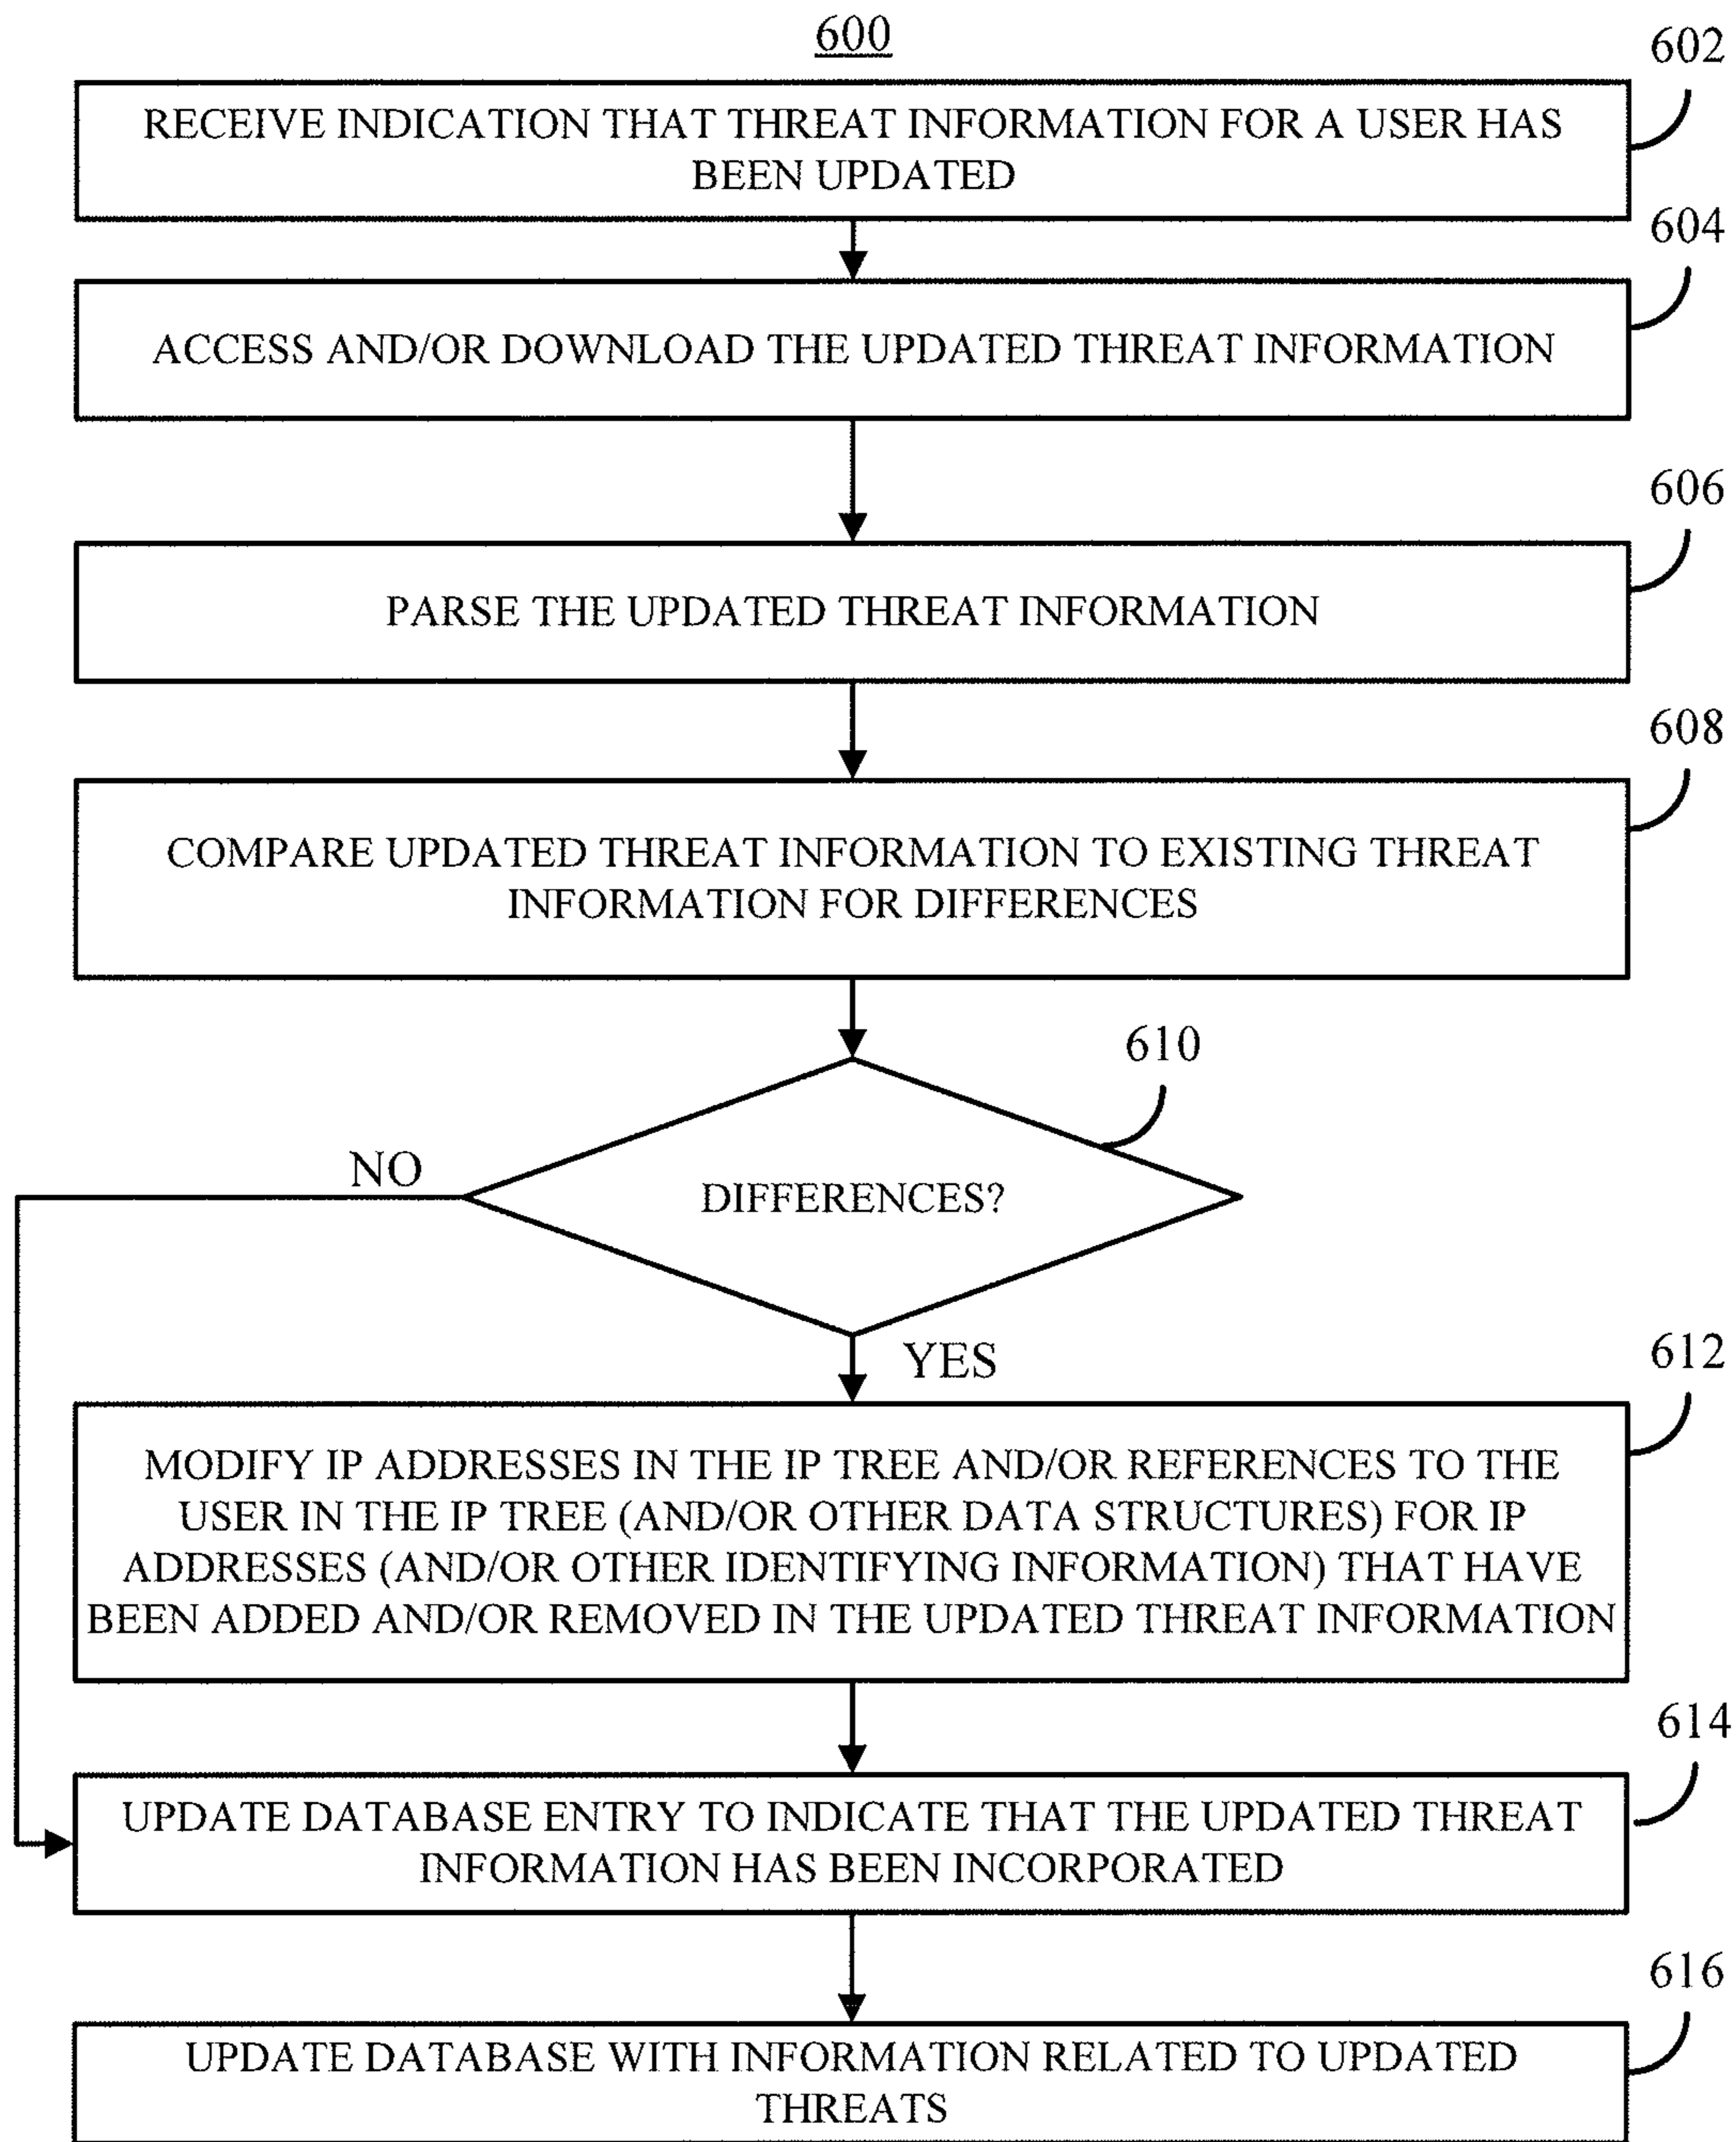 600
602
RECEIVE INDICATION THAT THREAT INFORMATION FOR A USER HAS
BEEN UPDATED
604
ACCESS AND/OR DOWNLOAD THE UPDATED THREAT INFORMATION
606
PARSE THE UPDATED THREAT INFORMATION
608
COMPARE UPDATED THREAT INFORMATION TO EXISTING THREAT
INFORMATION FOR DIFFERENCES
610
NO
DIFFERENCES?
YES
612
MODIFY IP ADDRESSES IN THE IP TREE AND/OR REFERENCES TO THE
USER IN THE IP TREE (AND/OR OTHER DATA STRUCTURES) FOR IP
ADDRESSES (AND/OR OTHER IDENTIFYING INFORMATION) THAT HAVE
BEEN ADDED AND/OR REMOVED IN THE UPDATED THREAT INFORMATION
614
UPDATE DATABASE ENTRY TO INDICATE THAT THE UPDATED THREAT
INFORMATION HAS BEEN INCORPORATED
616
UPDATE DATABASE WITH INFORMATION RELATED TO UPDATED
THREATS